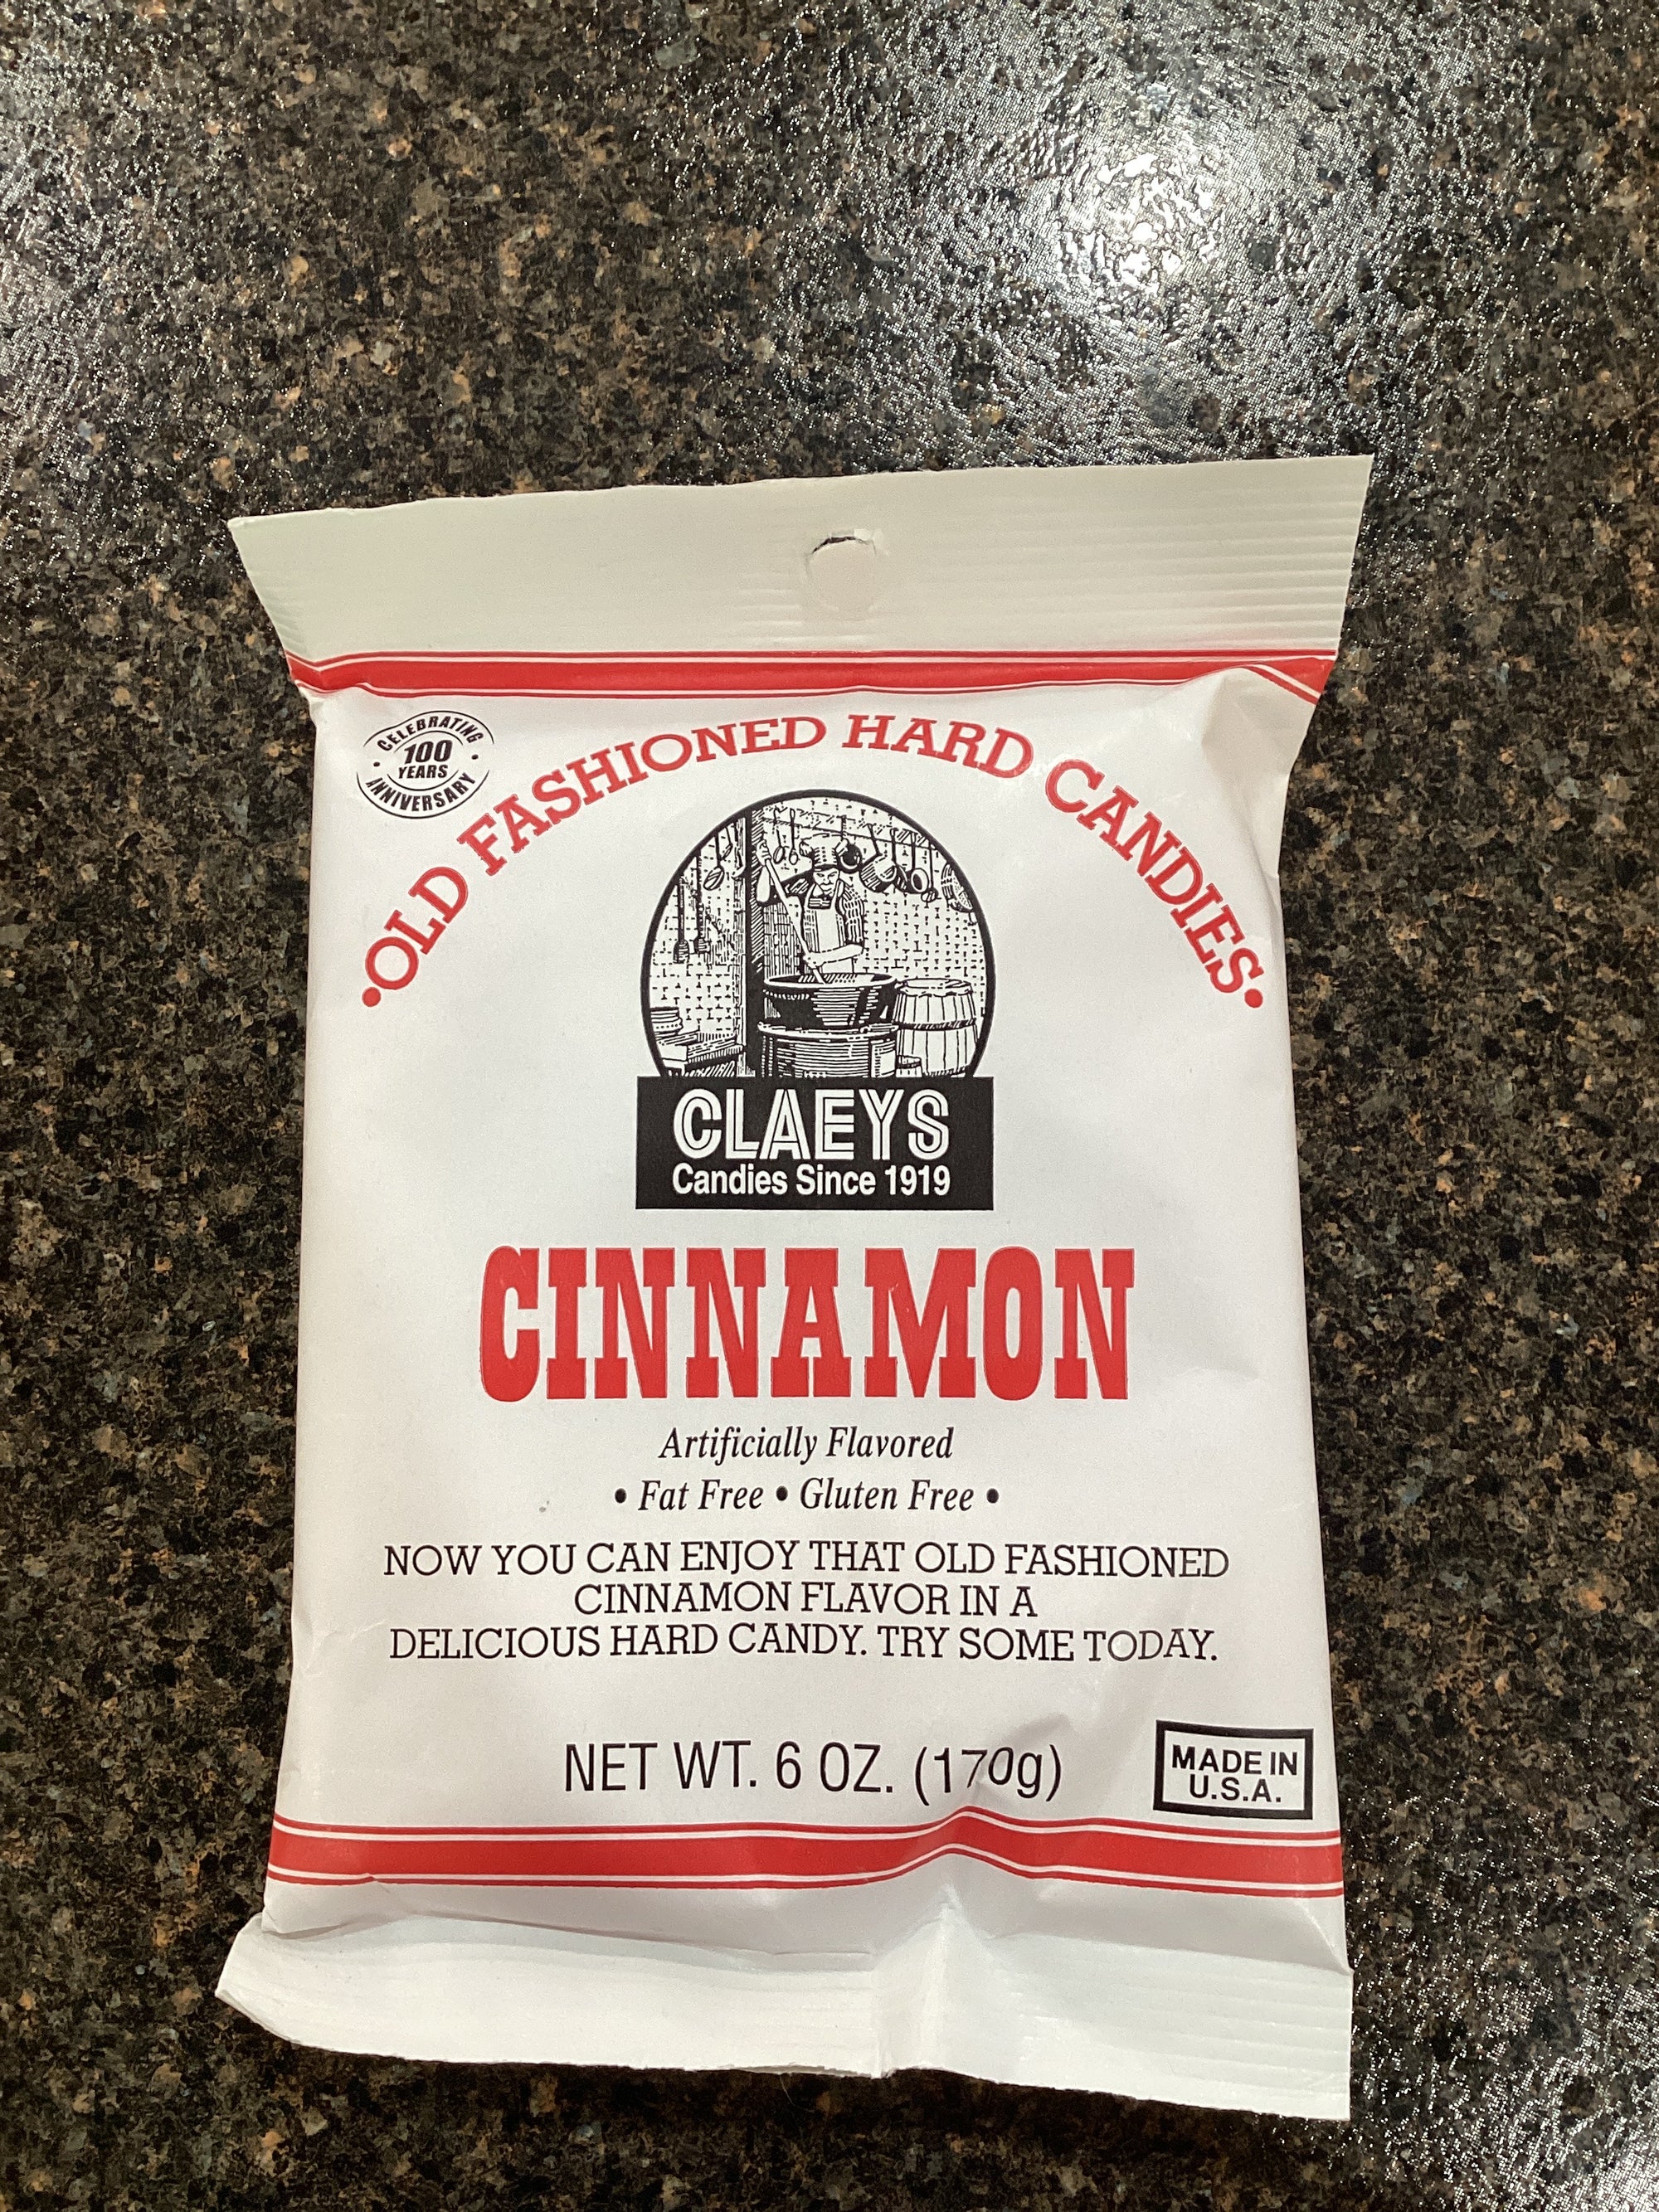 CELEBRATING
100
YEARS
ANNIVERSARY
•OLD FASHIONED HARD CANDIES•
CLAEYS
Candies Since 1919
CINNAMON
Artificially Flavored
• Fat Free • Gluten Free •
NOW YOU CAN ENJOY THAT OLD FASHIONED
CINNAMON FLAVOR IN A
DELICIOUS HARD CANDY. TRY SOME TODAY.
NET WT. 6 OZ. (170g)
MADE IN
U.S.A.